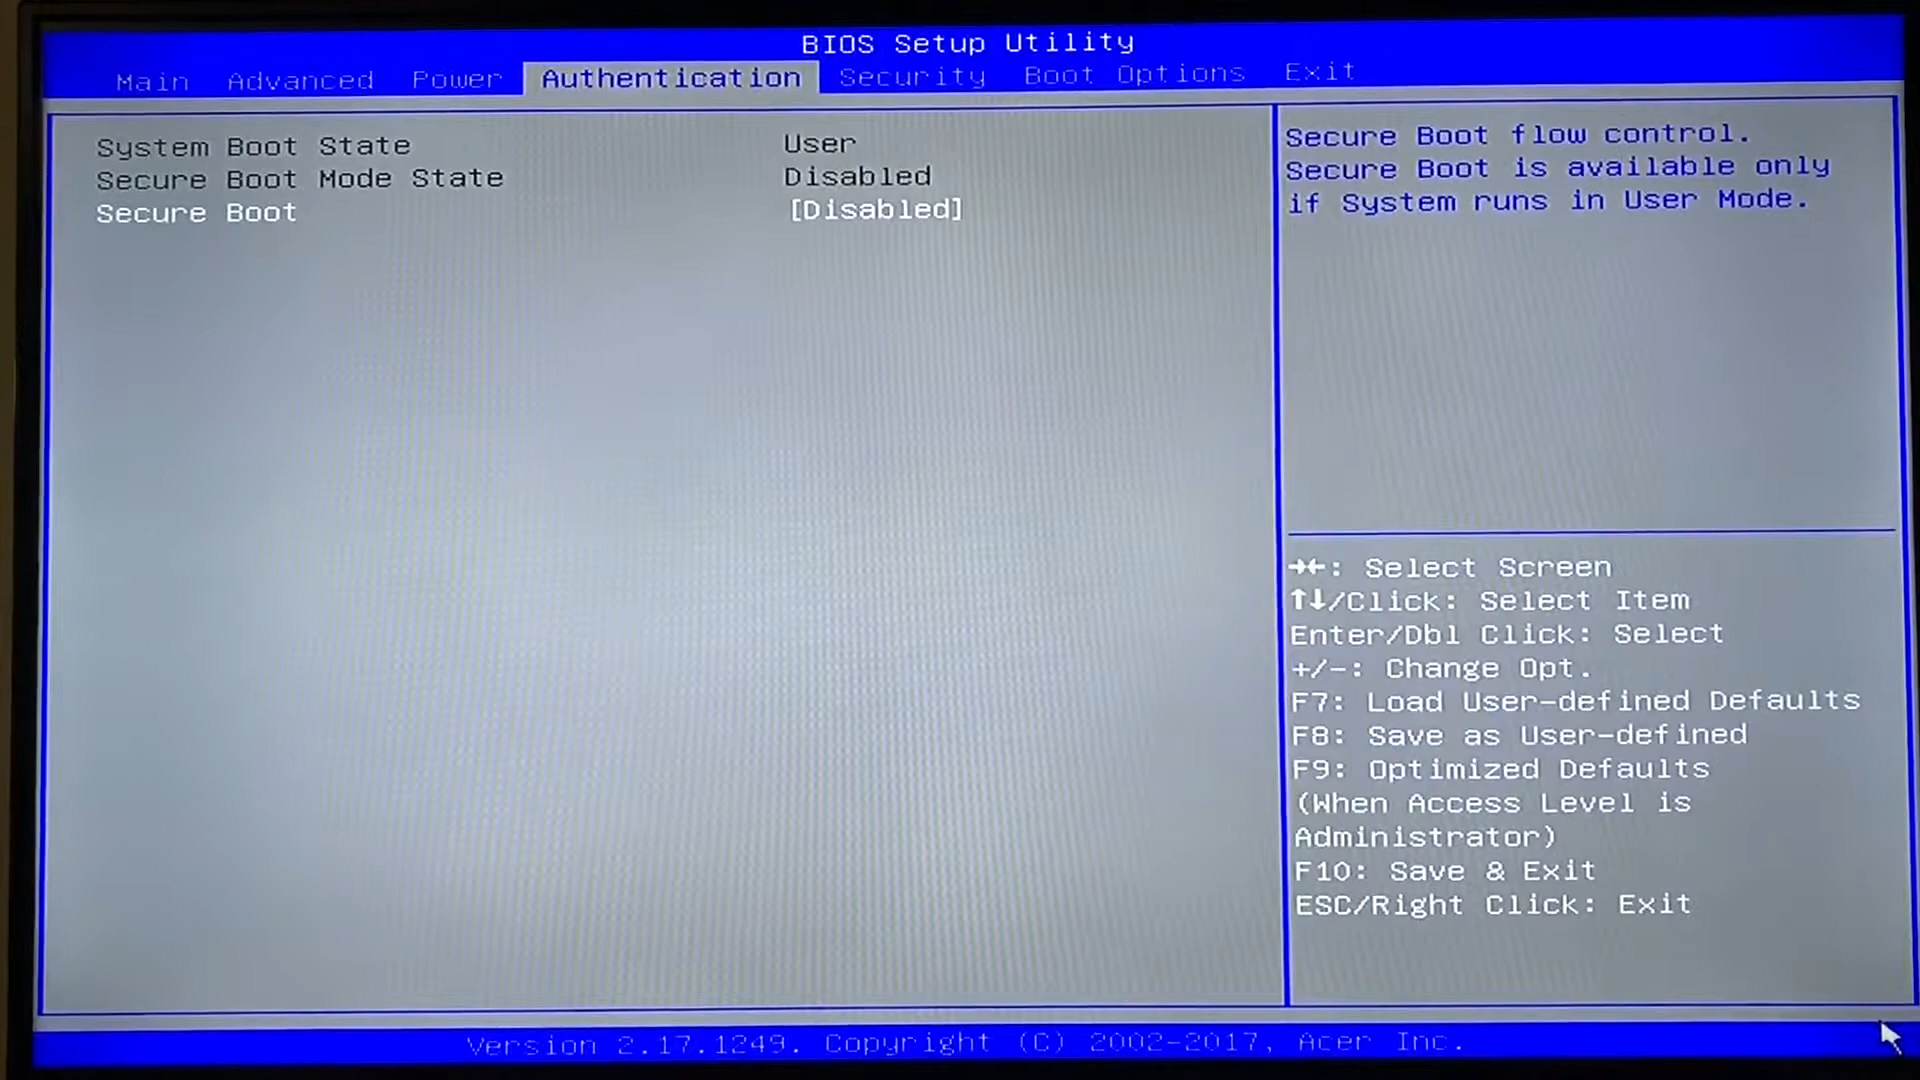 BIOS Setup Utility
Main Advanced Power Authentication Security Boot Options Exit
System Boot State User
Secure Boot Mode State Disabled
Secure Boot [Disabled]
Secure Boot flow control.
Secure Boot is available only
if System runs in User Mode.
→←: Select Screen
↑↓/Click: Select Item
Enter/Dbl Click: Select
+/-: Change Opt.
F7: Load User-defined Defaults
F8: Save as User-defined
F9: Optimized Defaults
(When Access Level is
Administrator)
F10: Save & Exit
ESC/Right Click: Exit
Version 2.17.1249. Copyright (C) 2002-2017, Acer Inc.